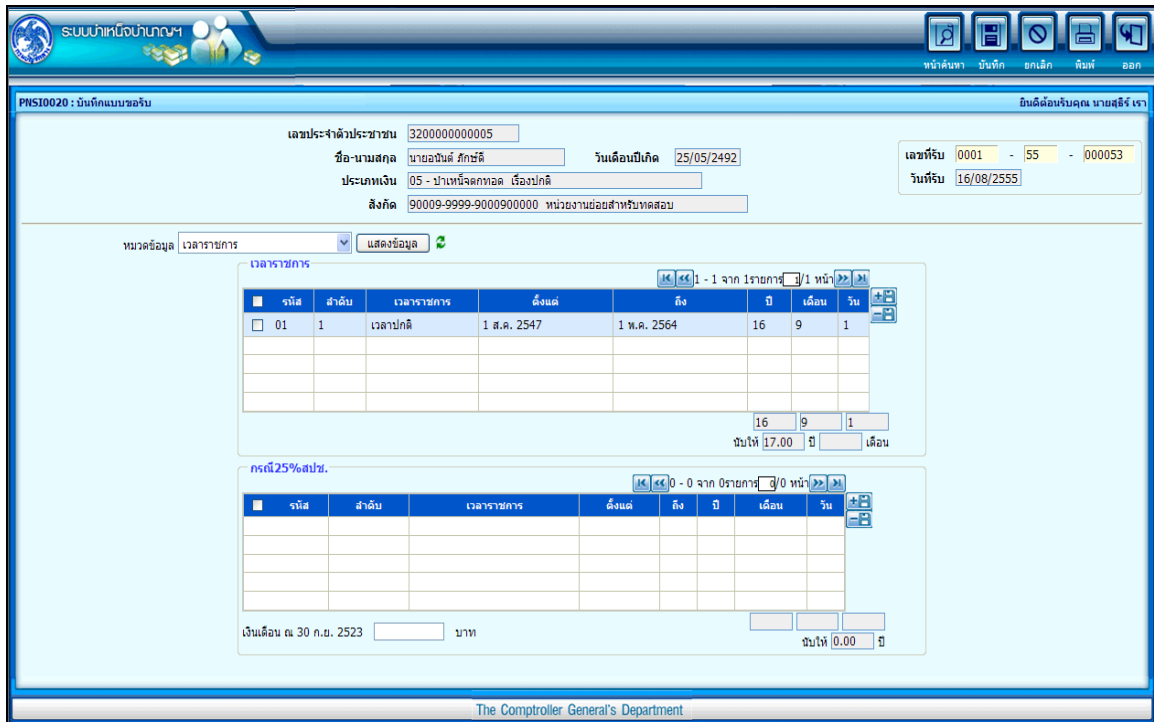 ระบบบำเหน็จบำนาญฯ
หน้าค้นหา บันทึก ยกเลิก พิมพ์ ออก
PNSI0020 : บันทึกแบบขอรับ ยินดีต้อนรับคุณ นายสุธีร์ เรา
เลขประจำตัวประชาชน 3200000000005
ชื่อ-นามสกุล นายอนันต์ ภักษ์ดี วันเดือนปีเกิด 25/05/2492
เลขที่รับ 0001 - 55 - 000053
ประเภทเงิน 05 - บำเหน็จตกทอด เรื่องปกติ
วันที่รับ 16/08/2555
สังกัด 90009-9999-9000900000 หน่วยงานย่อยสำหรับทดสอบ
หมวดข้อมูล เวลาราชการ แสดงข้อมูล
เวลาราชการ
1 - 1 จาก 1รายการ 1/1 หน้า
รหัส ลำดับ เวลาราชการ ตั้งแต่ ถึง ปี เดือน วัน
01 1 เวลาปกติ 1 ส.ค. 2547 1 พ.ค. 2564 16 9 1
16 9 1
นับให้ 17.00 ปี เดือน
กรณี25%สปช.
0 - 0 จาก 0รายการ 0/0 หน้า
รหัส ลำดับ เวลาราชการ ตั้งแต่ ถึง ปี เดือน วัน
เงินเดือน ณ 30 ก.ย. 2523 บาท
นับให้ 0.00 ปี
The Comptroller General's Department